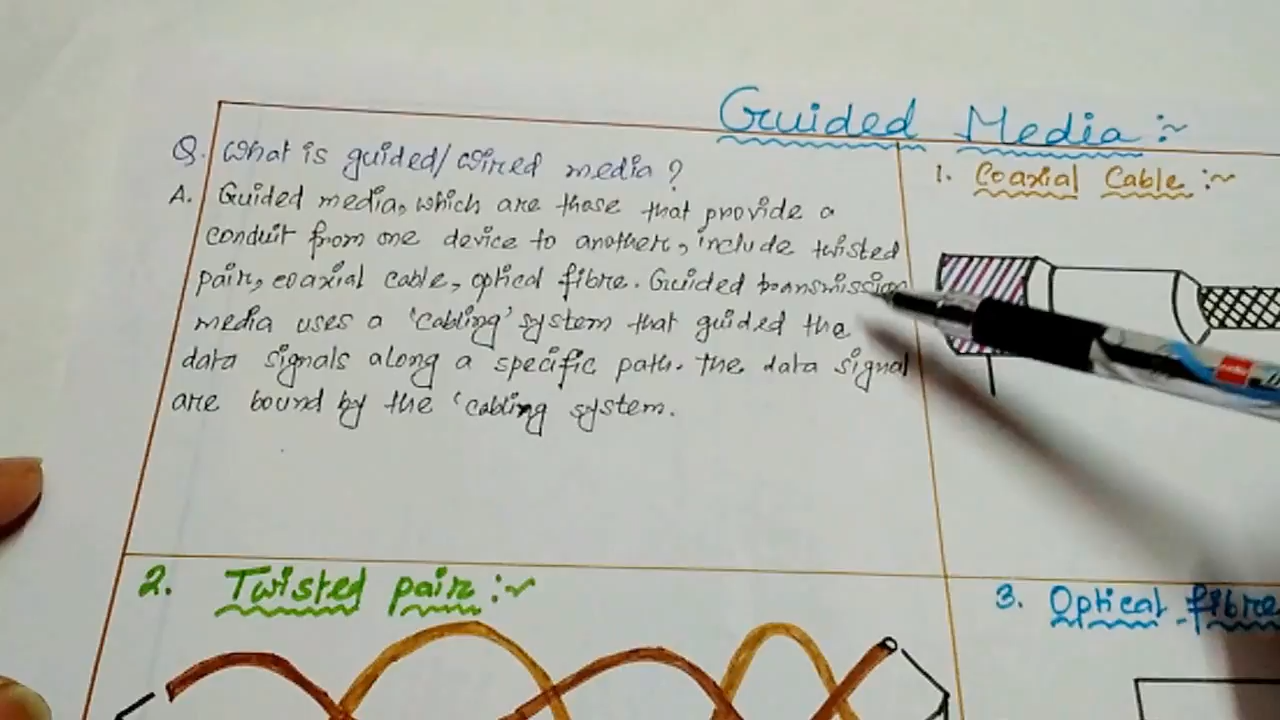 Guided Media :~
Q. What is guided/wired media ?
A. Guided media, which are those that provide a
conduit from one device to another, include twisted
pair, coaxial cable, optical fibre. Guided transmission
media uses a 'cabling' system that guided the
data signals along a specific path. The data signal
are bound by the 'cabling system.
1. Coaxial Cable :~
2. Twisted pair :~
3. Optical fibre